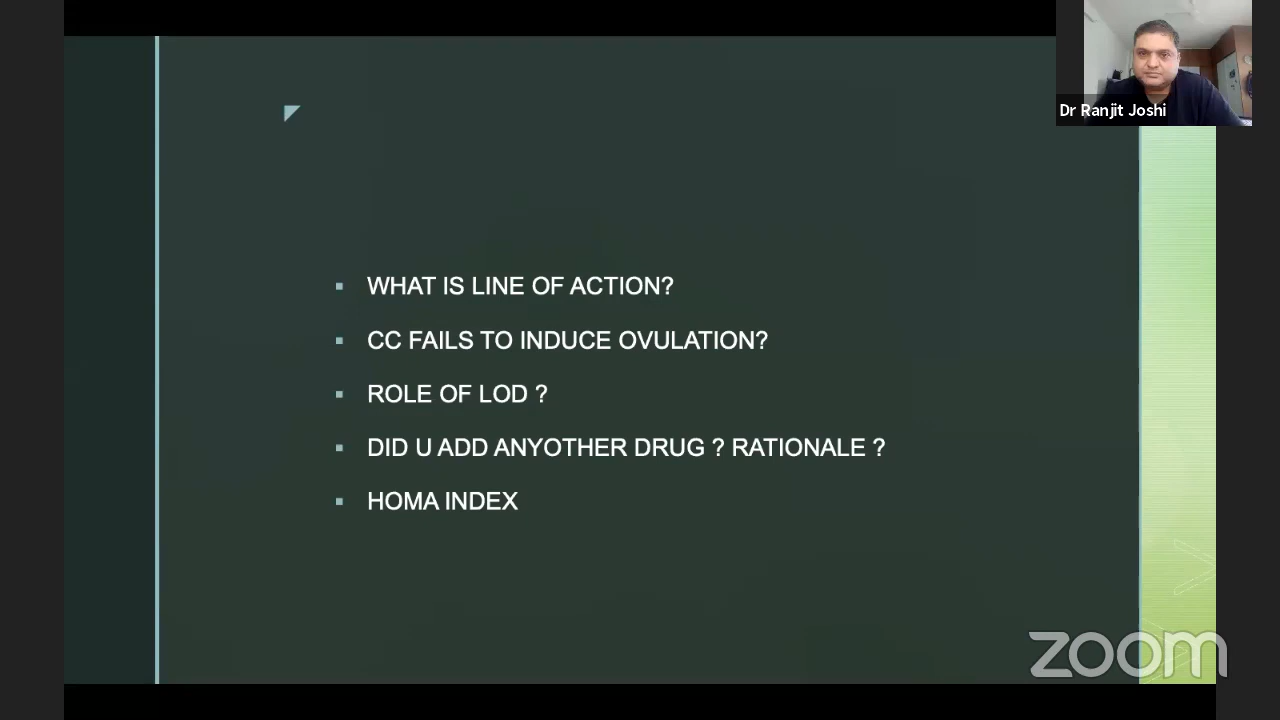 Dr Ranjit Joshi
WHAT IS LINE OF ACTION?
CC FAILS TO INDUCE OVULATION?
ROLE OF LOD ?
DID U ADD ANYOTHER DRUG ? RATIONALE ?
HOMA INDEX
zoom